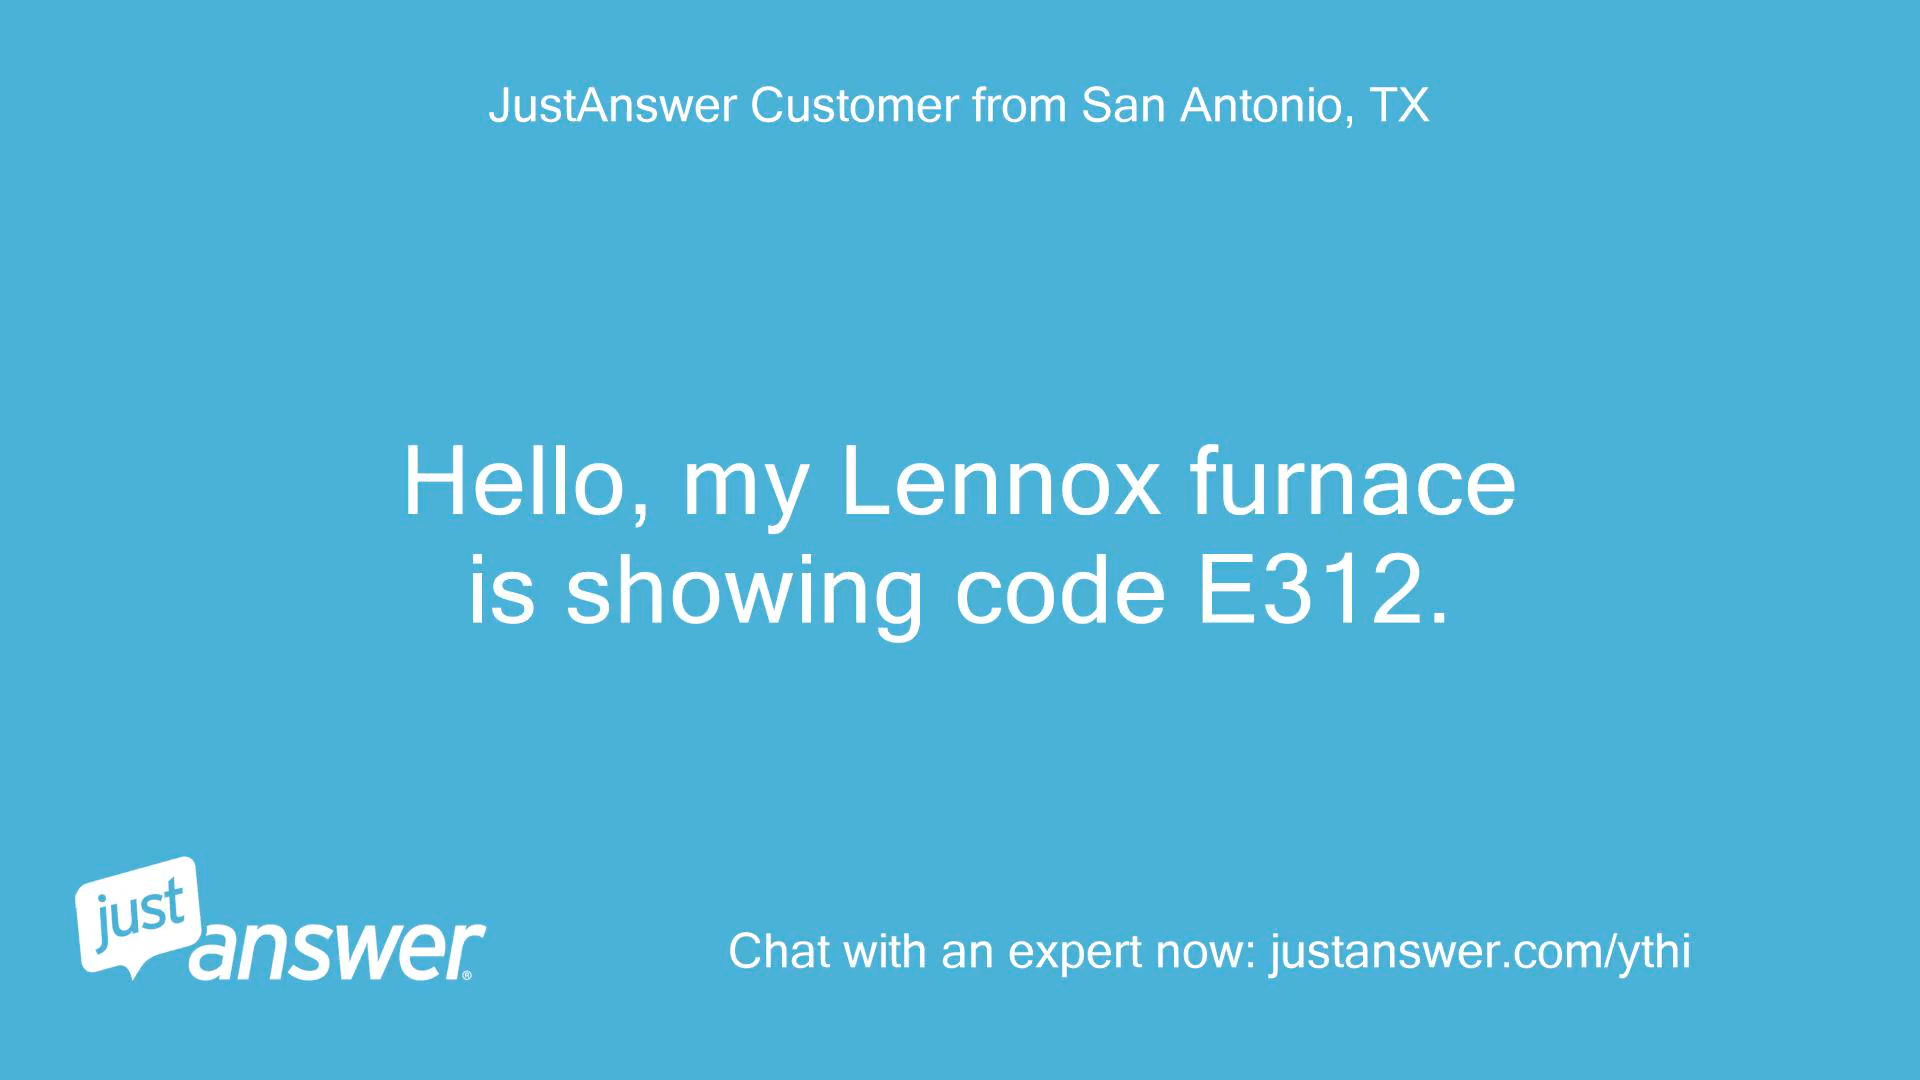 JustAnswer Customer from San Antonio, TX
Hello, my Lennox furnace
is showing code E312.
just
answer®
Chat with an expert now: justanswer.com/ythi